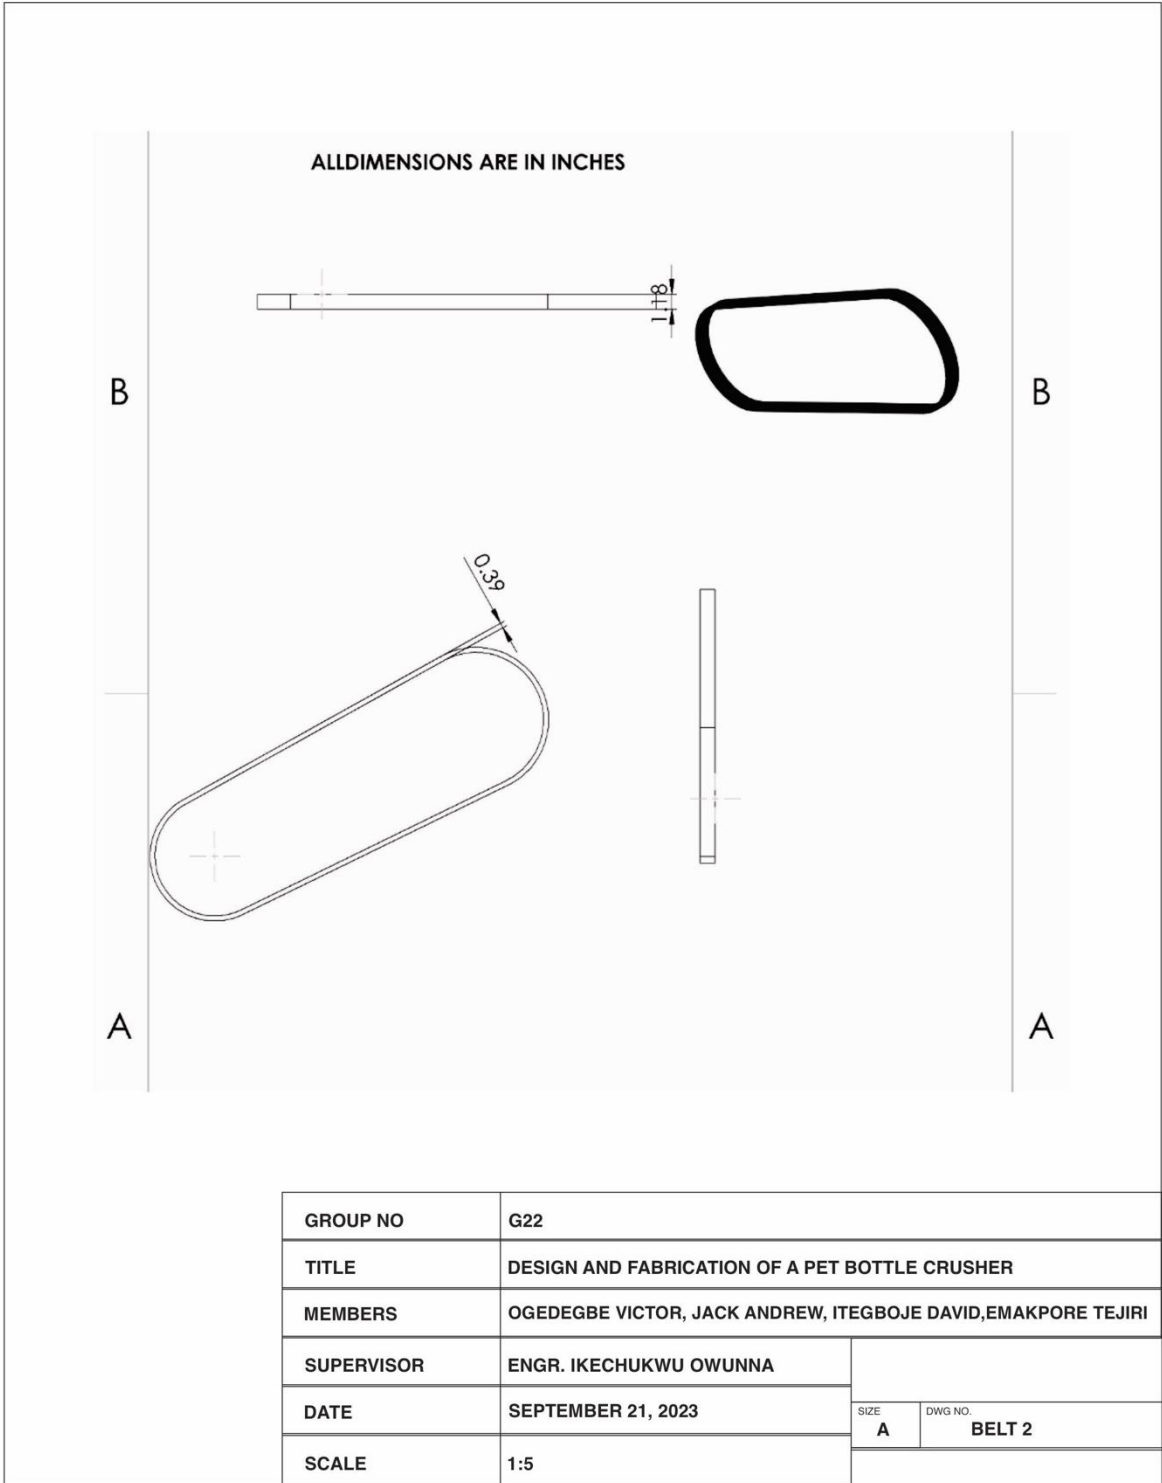 ALLDIMENSIONS ARE IN INCHES
1.18
B
B
0.39
A
A
GROUP NO G22
TITLE DESIGN AND FABRICATION OF A PET BOTTLE CRUSHER
MEMBERS OGEDEGBE VICTOR, JACK ANDREW, ITEGBOJE DAVID,EMAKPORE TEJIRI
SUPERVISOR ENGR. IKECHUKWU OWUNNA
DATE SEPTEMBER 21, 2023
SIZE
A
DWG NO.
BELT 2
SCALE 1:5